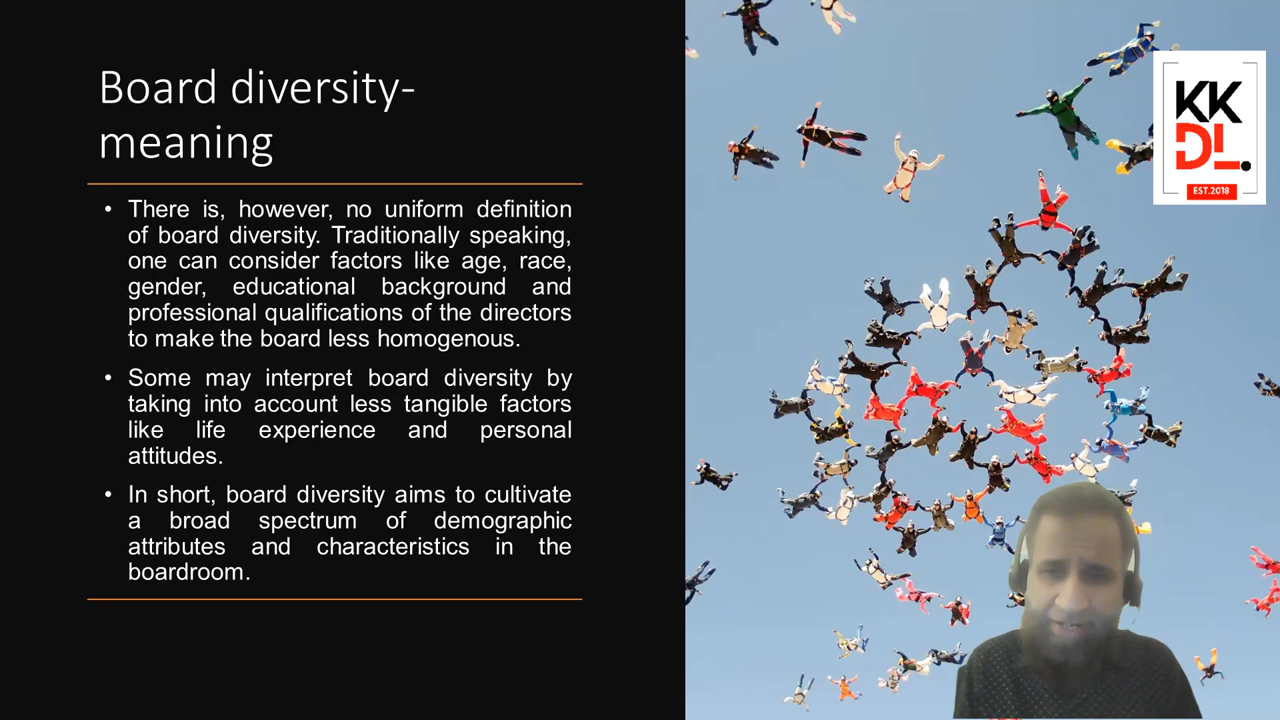 Board diversity-
meaning
• There is, however, no uniform definition
of board diversity. Traditionally speaking,
one can consider factors like age, race,
gender, educational background and
professional qualifications of the directors
to make the board less homogenous.
• Some may interpret board diversity by
taking into account less tangible factors
like life experience and personal
attitudes.
• In short, board diversity aims to cultivate
a broad spectrum of demographic
attributes and characteristics in the
boardroom.
KK
DL.
EST.2018